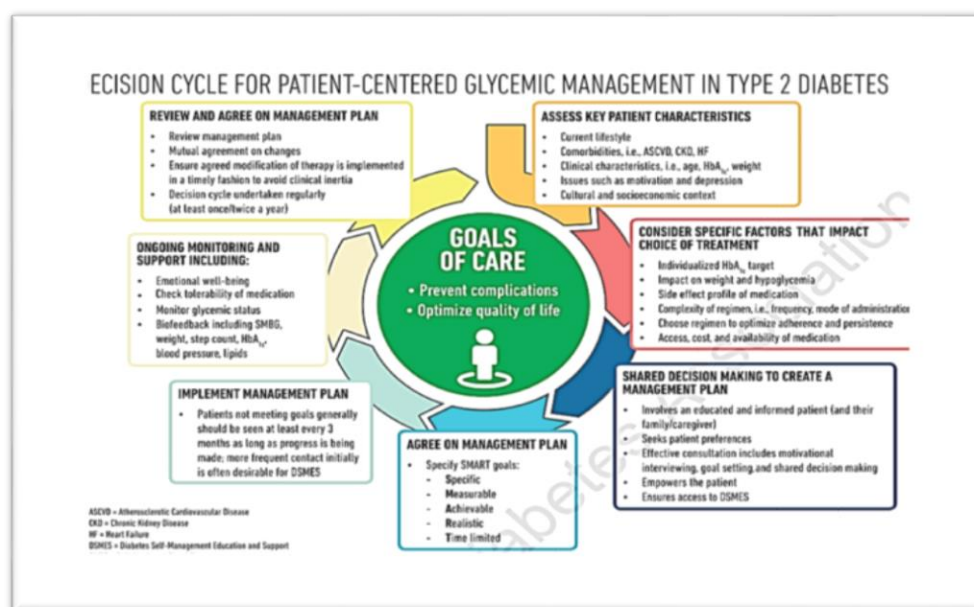 ECISION CYCLE FOR PATIENT-CENTERED GLYCEMIC MANAGEMENT IN TYPE 2 DIABETES
REVIEW AND AGREE ON MANAGEMENT PLAN
• Review management plan
• Mutual agreement on changes
• Ensure agreed modification of therapy is implemented
in a timely fashion to avoid clinical inertia
• Decision cycle undertaken regularly
(at least once/twice a year)
ASSESS KEY PATIENT CHARACTERISTICS
• Current lifestyle
• Comorbidities, i.e., ASCVD, CKD, HF
• Clinical characteristics, i.e., age, HbA1c, weight
• Issues such as motivation and depression
• Cultural and socioeconomic context
CONSIDER SPECIFIC FACTORS THAT IMPACT
CHOICE OF TREATMENT
• Individualized HbA1c target
• Impact on weight and hypoglycemia
• Side effect profile of medication
• Complexity of regimen, i.e., frequency, mode of administration
• Choose regimen to optimize adherence and persistence
• Access, cost, and availability of medication
SHARED DECISION MAKING TO CREATE A
MANAGEMENT PLAN
• Involves an educated and informed patient (and their
family/caregiver)
• Seeks patient preferences
• Effective consultation includes motivational
interviewing, goal setting and shared decision making
• Empowers the patient
• Ensures access to DSMES
AGREE ON MANAGEMENT PLAN
• Specify SMART goals:
- Specific
- Measurable
- Achievable
- Realistic
- Time limited
IMPLEMENT MANAGEMENT PLAN
• Patients not meeting goals generally
should be seen at least every 3
months as long as progress is being
made; more frequent contact initially
is often desirable for DSMES
ONGOING MONITORING AND
SUPPORT INCLUDING:
• Emotional well-being
• Check tolerability of medication
• Monitor glycemic status
• Biofeedback including SMBG,
weight, step count, HbA1c,
blood pressure, lipids
GOALS
OF CARE
• Prevent complications
• Optimize quality of life
ASCVD = Atherosclerotic Cardiovascular Disease
CKD = Chronic Kidney Disease
HF = Heart Failure
DSMES = Diabetes Self-Management Education and Support